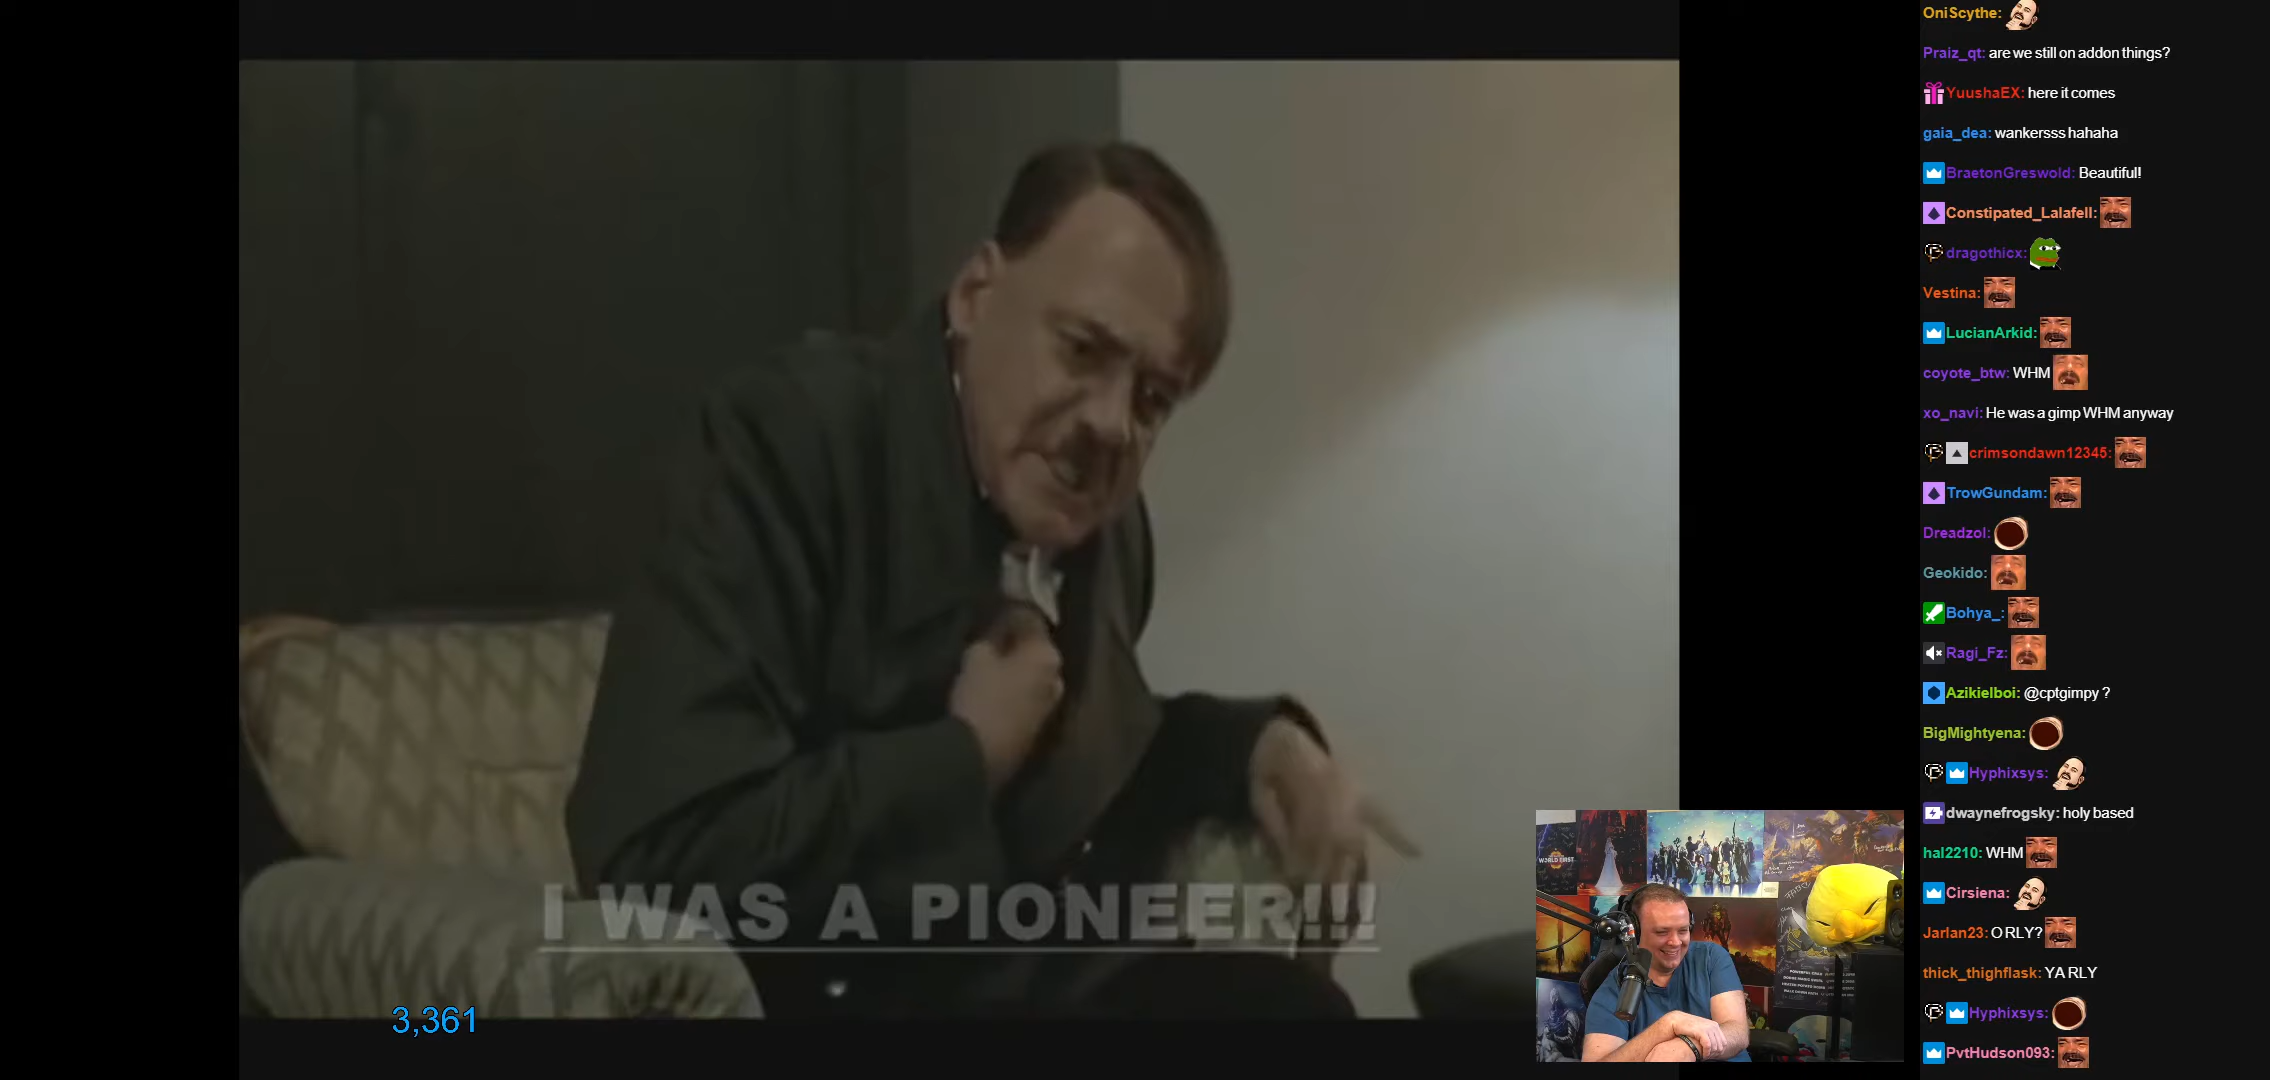 I WAS A PIONEER!!!
3,361
WORLD FIRST
OniScythe:
Praiz_qt: are we still on addon things?
YuushaEX: here it comes
gaia_dea: wankersss hahaha
BraetonGreswold: Beautiful!
Constipated_Lalafell:
dragothicx:
Vestina:
LucianArkid:
coyote_btw: WHM
xo_navi: He was a gimp WHM anyway
crimsondawn12345:
TrowGundam:
Dreadzol:
Geokido:
Bohya_:
Ragi_Fz:
Azikielboi: @cptgimpy ?
BigMightyena:
Hyphixsys:
dwaynefrogsky: holy based
hal2210: WHM
Cirsiena:
Jarlan23: O RLY?
thick_thighflask: YA RLY
Hyphixsys:
PvtHudson093: